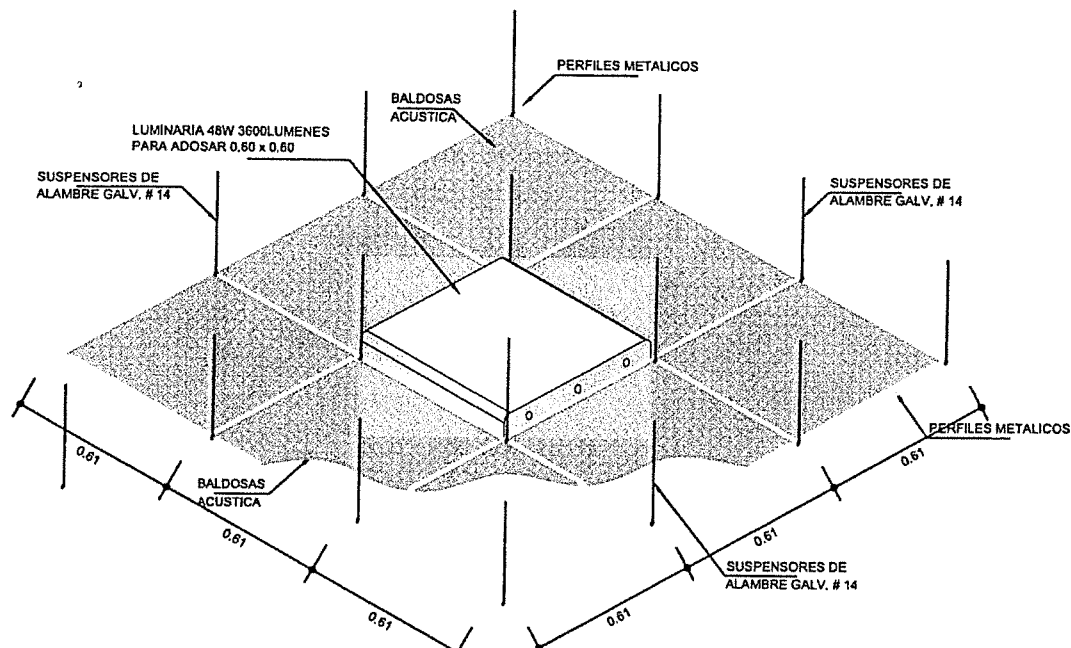 PERFILES METALICOS
BALDOSAS
ACUSTICA
LUMINARIA 48W 3600LUMENES
PARA ADOSAR 0.60 x 0.60
SUSPENSORES DE
ALAMBRE GALV. # 14
SUSPENSORES DE
ALAMBRE GALV. # 14
PERFILES METALICOS
0.61
0.61
BALDOSAS
ACUSTICA
0.61
0.61
SUSPENSORES DE
ALAMBRE GALV. # 14
0.61
0.61